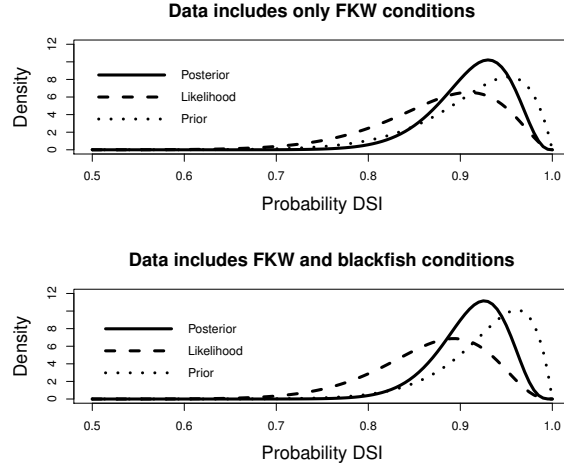 Data includes only FKW conditions
Density
0 2 4 6 8 12
Posterior
Likelihood
Prior
0.5 0.6 0.7 0.8 0.9 1.0
Probability DSI
Data includes FKW and blackfish conditions
Density
0 2 4 6 8 12
Posterior
Likelihood
Prior
0.5 0.6 0.7 0.8 0.9 1.0
Probability DSI